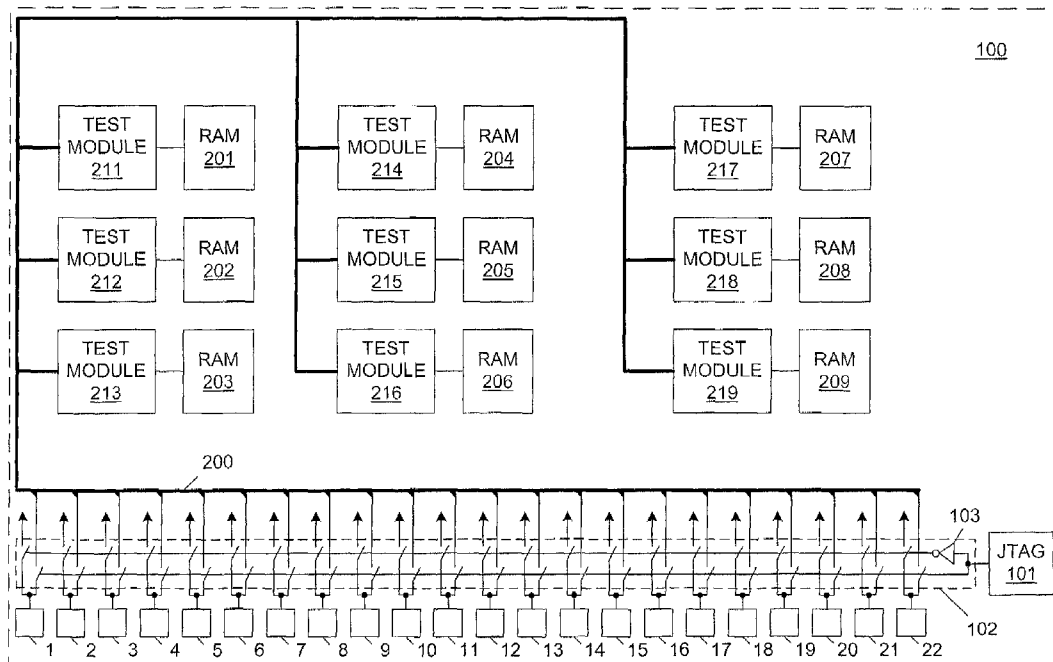 100
TEST
MODULE
211
RAM
201
TEST
MODULE
214
RAM
204
TEST
MODULE
217
RAM
207
TEST
MODULE
212
RAM
202
TEST
MODULE
215
RAM
205
TEST
MODULE
218
RAM
208
TEST
MODULE
213
RAM
203
TEST
MODULE
216
RAM
206
TEST
MODULE
219
RAM
209
200
103
JTAG
101
102
1 2 3 4 5 6 7 8 9 10 11 12 13 14 15 16 17 18 19 20 21 22